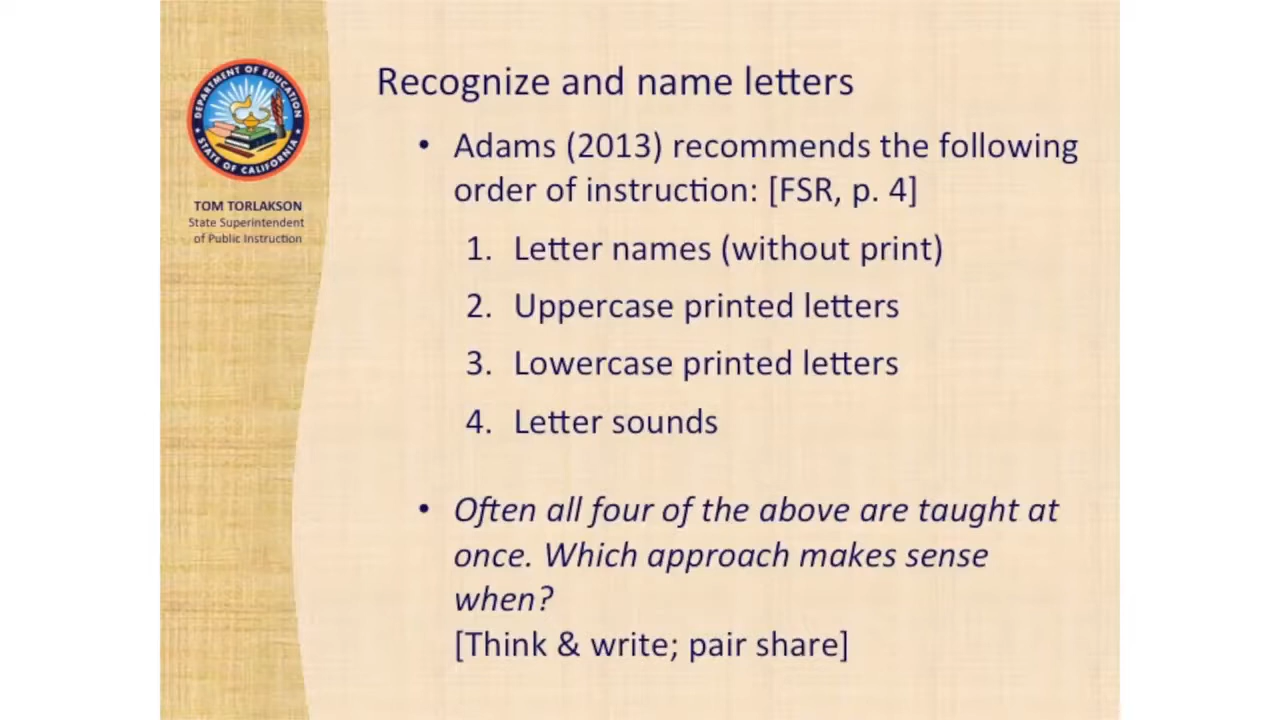 DEPARTMENT OF EDUCATION
STATE OF CALIFORNIA
TOM TORLAKSON
State Superintendent
of Public Instruction
Recognize and name letters
• Adams (2013) recommends the following
order of instruction: [FSR, p. 4]
1. Letter names (without print)
2. Uppercase printed letters
3. Lowercase printed letters
4. Letter sounds
• Often all four of the above are taught at
once. Which approach makes sense
when?
[Think & write; pair share]